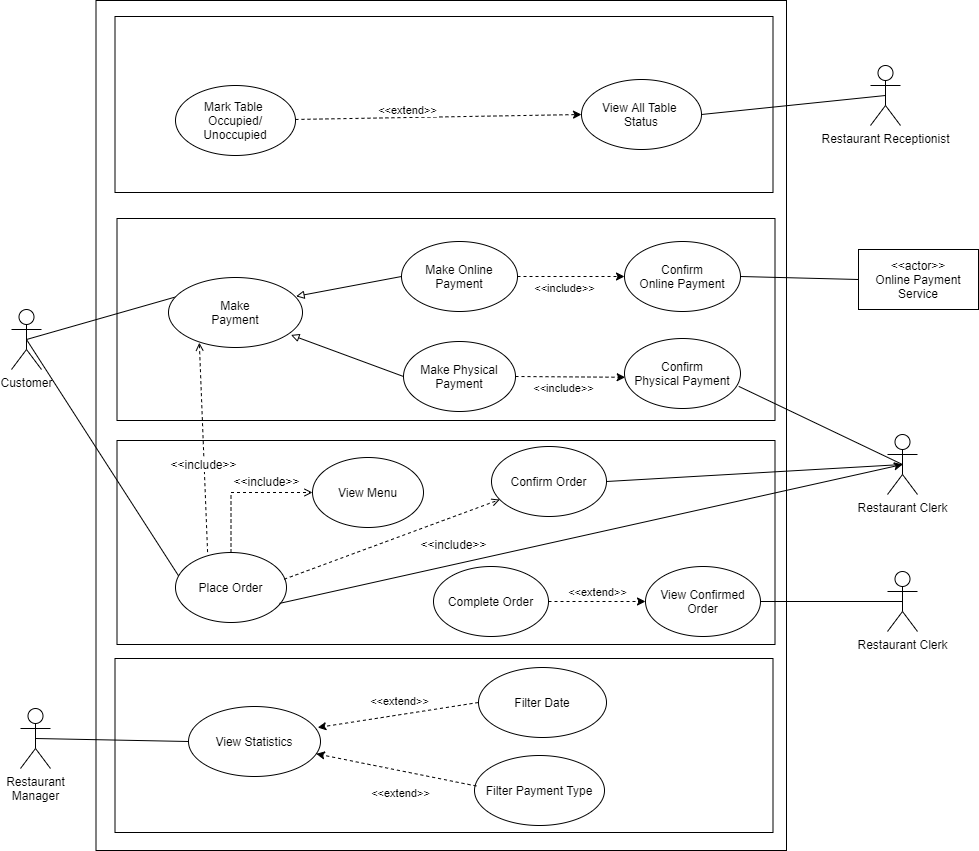 Mark Table
Occupied/
Unoccupied
<<extend>>
View All Table
Status
Restaurant Receptionist
Make
Payment
Make Online
Payment
<<include>>
Confirm
Online Payment
<<actor>>
Online Payment
Service
Customer
Make Physical
Payment
<<include>>
Confirm
Physical Payment
<<include>>
<<include>>
View Menu
Confirm Order
Restaurant Clerk
<<include>>
Place Order
Complete Order
<<extend>>
View Confirmed
Order
Restaurant Clerk
Restaurant
Manager
View Statistics
<<extend>>
Filter Date
<<extend>>
Filter Payment Type